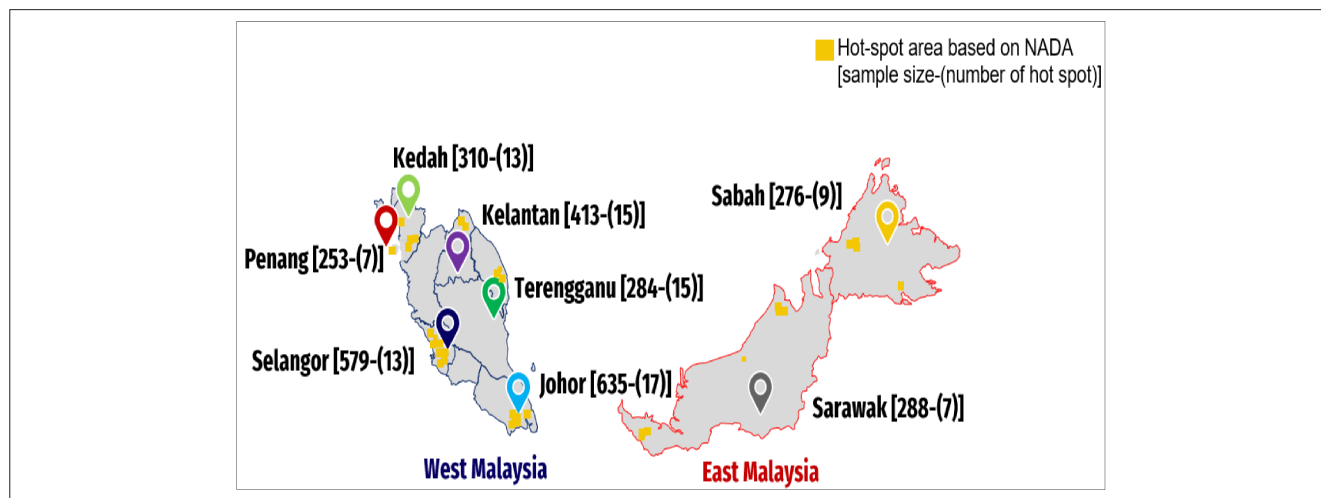 Hot-spot area based on NADA
[sample size-(number of hot spot)]
Kedah [310-(13)]
Kelantan [413-(15)]
Sabah [276-(9)]
Penang [253-(7)]
Terengganu [284-(15)]
Selangor [579-(13)]
Johor [635-(17)]
Sarawak [288-(7)]
West Malaysia
East Malaysia